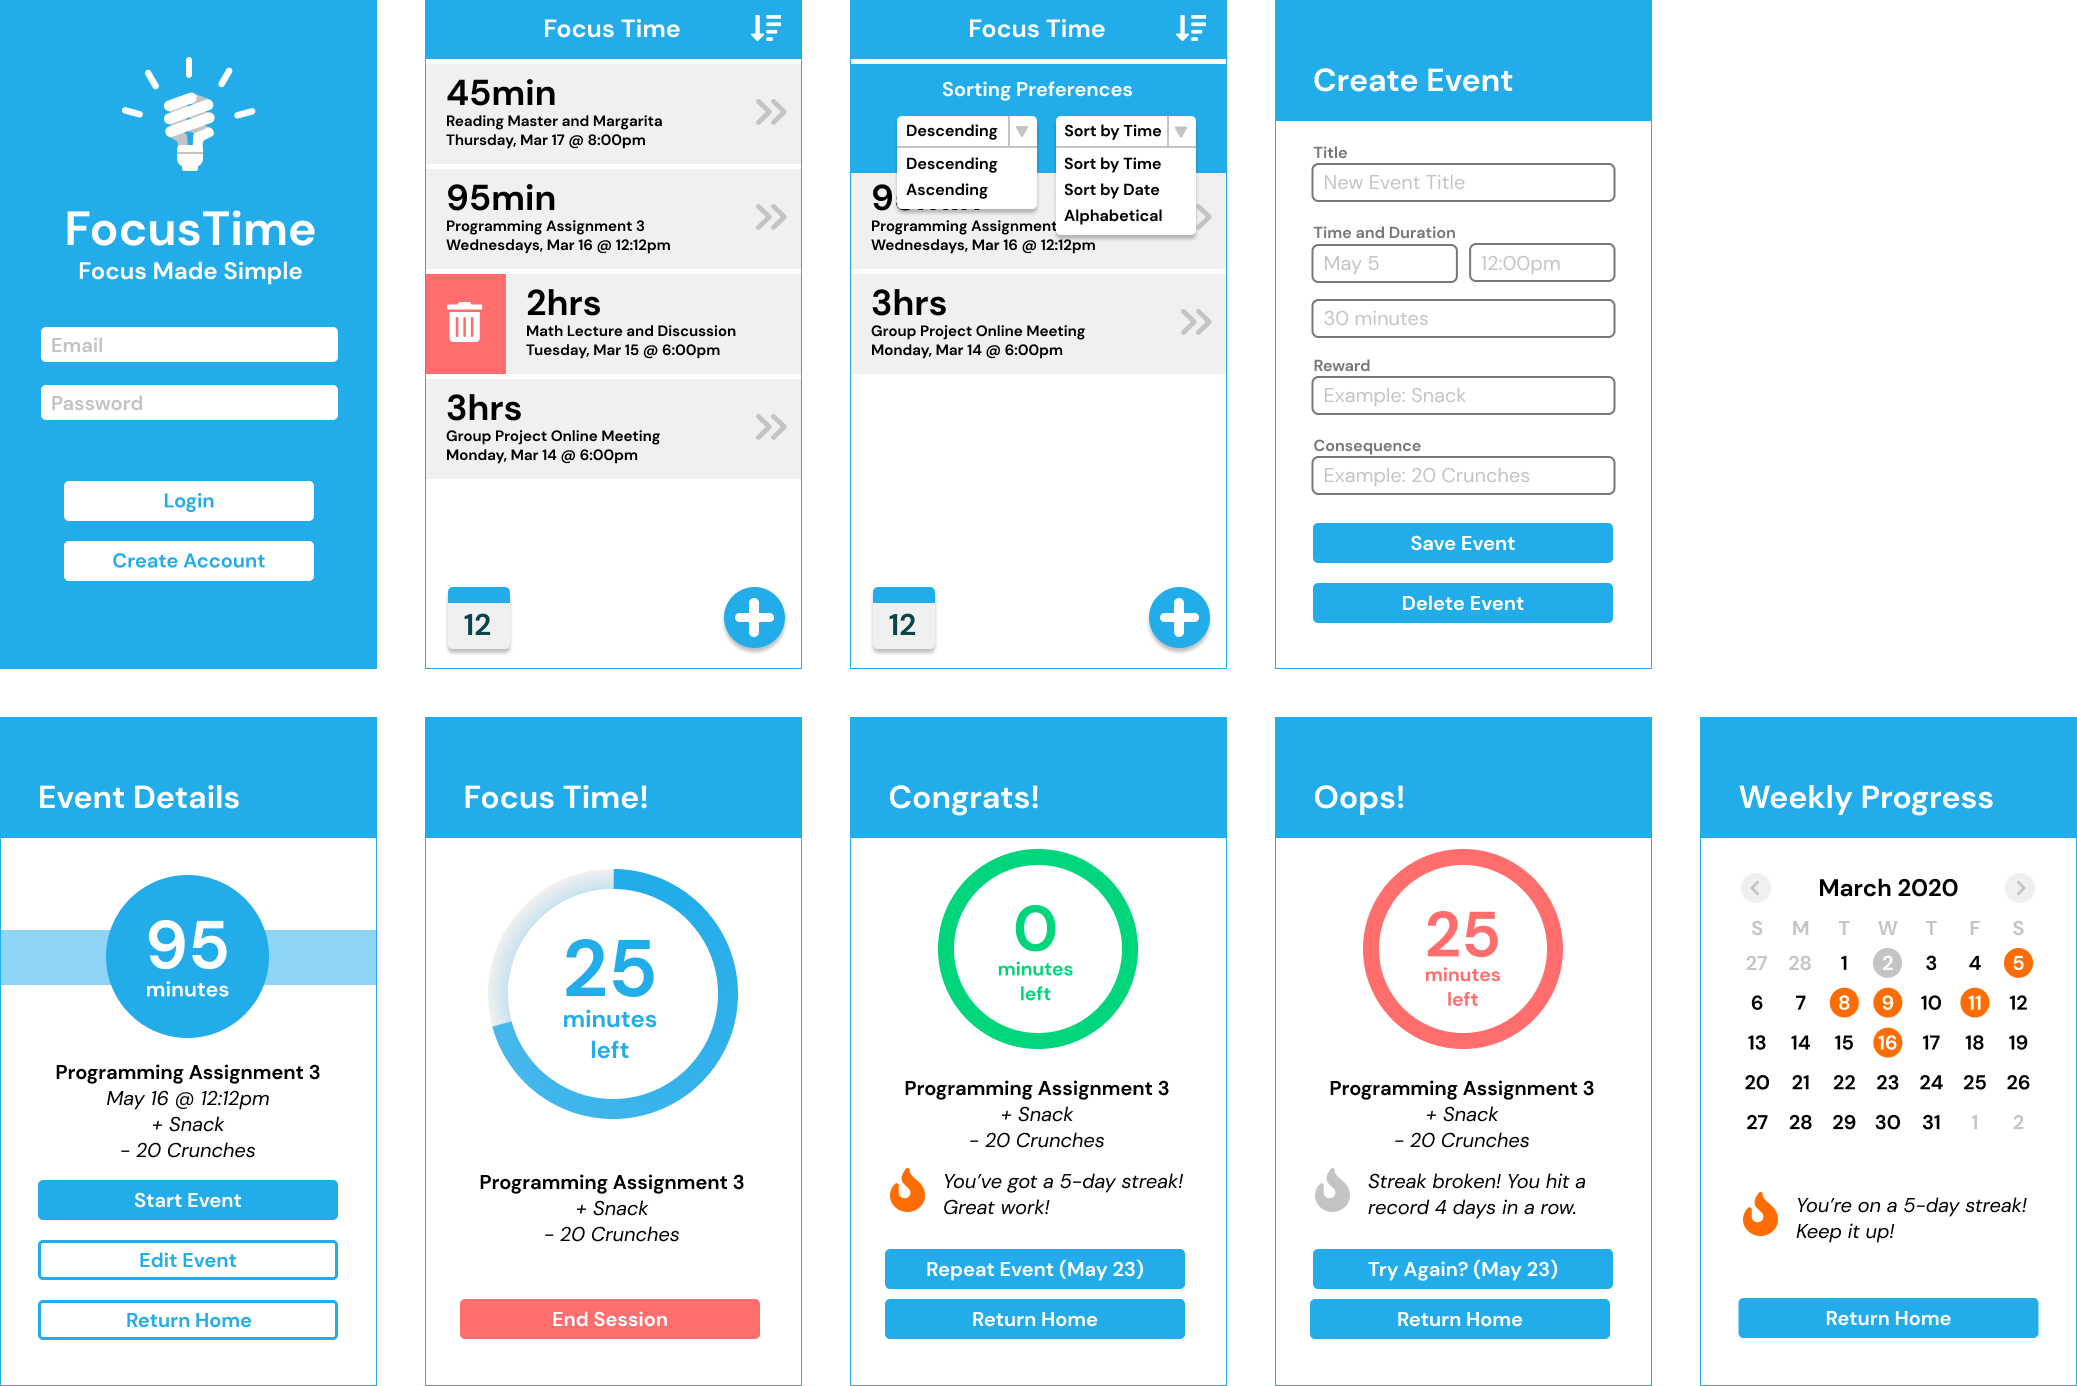 FocusTime
Focus Made Simple
Email
Password
Login
Create Account
Focus Time
45min
Reading Master and Margarita
Thursday, Mar 17 @ 8:00pm
95min
Programming Assignment 3
Wednesdays, Mar 16 @ 12:12pm
2hrs
Math Lecture and Discussion
Tuesday, Mar 15 @ 6:00pm
3hrs
Group Project Online Meeting
Monday, Mar 14 @ 6:00pm
12
Focus Time
Sorting Preferences
Descending Sort by Time
Descending Sort by Time
Ascending Sort by Date
Alphabetical
Programming Assignment
Wednesdays, Mar 16 @ 12:12pm
3hrs
Group Project Online Meeting
Monday, Mar 14 @ 6:00pm
12
Create Event
Title
New Event Title
Time and Duration
May 5 12:00pm
30 minutes
Reward
Example: Snack
Consequence
Example: 20 Crunches
Save Event
Delete Event
Event Details
95
minutes
Programming Assignment 3
May 16 @ 12:12pm
+ Snack
- 20 Crunches
Start Event
Edit Event
Return Home
Focus Time!
25
minutes
left
Programming Assignment 3
+ Snack
- 20 Crunches
End Session
Congrats!
0
minutes
left
Programming Assignment 3
+ Snack
- 20 Crunches
You've got a 5-day streak!
Great work!
Repeat Event (May 23)
Return Home
Oops!
25
minutes
left
Programming Assignment 3
+ Snack
- 20 Crunches
Streak broken! You hit a
record 4 days in a row.
Try Again? (May 23)
Return Home
Weekly Progress
March 2020
S M T W T F S
27 28 1 2 3 4 5
6 7 8 9 10 11 12
13 14 15 16 17 18 19
20 21 22 23 24 25 26
27 28 29 30 31 1 2
You're on a 5-day streak!
Keep it up!
Return Home